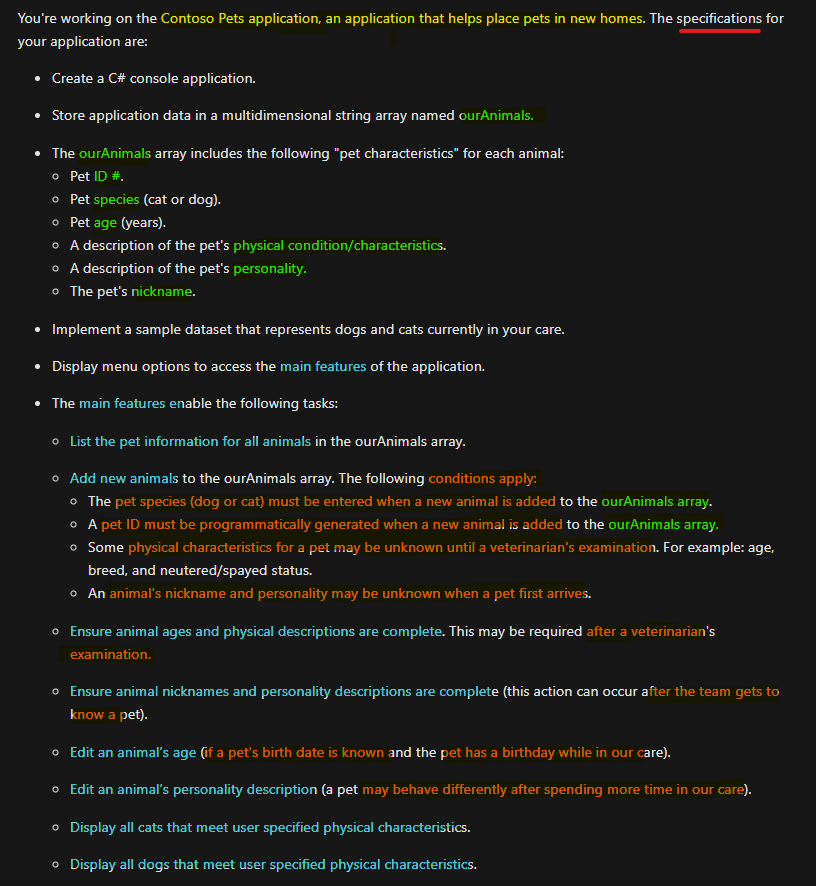 You're working on the Contoso Pets application, an application that helps place pets in new homes. The specifications for
your application are:
Create a C# console application.
Store application data in a multidimensional string array named ourAnimals.
The ourAnimals array includes the following "pet characteristics" for each animal:
Pet ID #.
Pet species (cat or dog).
Pet age (years).
A description of the pet's physical condition/characteristics.
A description of the pet's personality.
The pet's nickname.
Implement a sample dataset that represents dogs and cats currently in your care.
Display menu options to access the main features of the application.
The main features enable the following tasks:
List the pet information for all animals in the ourAnimals array.
Add new animals to the ourAnimals array. The following conditions apply:
The pet species (dog or cat) must be entered when a new animal is added to the ourAnimals array.
A pet ID must be programmatically generated when a new animal is added to the ourAnimals array.
Some physical characteristics for a pet may be unknown until a veterinarian's examination. For example: age,
breed, and neutered/spayed status.
An animal's nickname and personality may be unknown when a pet first arrives.
Ensure animal ages and physical descriptions are complete. This may be required after a veterinarian's
examination.
Ensure animal nicknames and personality descriptions are complete (this action can occur after the team gets to
know a pet).
Edit an animal's age (if a pet's birth date is known and the pet has a birthday while in our care).
Edit an animal's personality description (a pet may behave differently after spending more time in our care).
Display all cats that meet user specified physical characteristics.
Display all dogs that meet user specified physical characteristics.